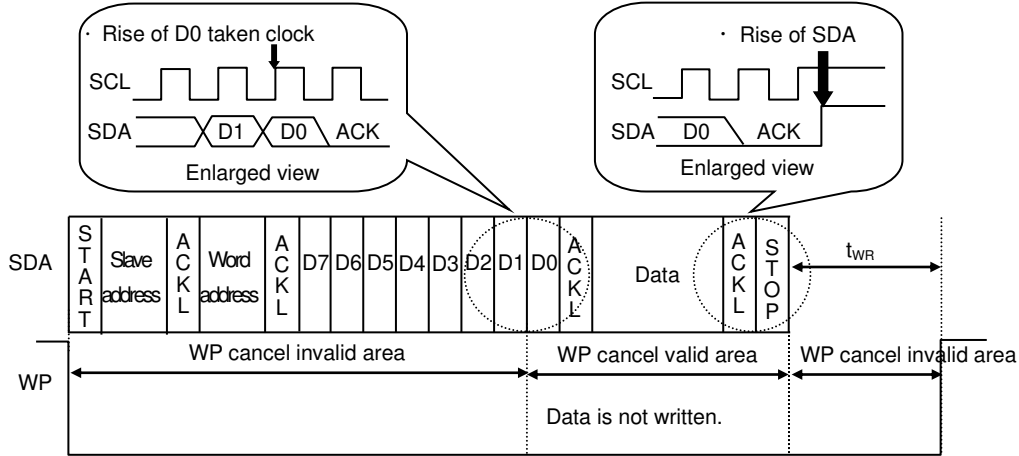 · Rise of D0 taken clock
SCL
SDA
D1
D0
ACK
Enlarged view
· Rise of SDA
SCL
SDA
D0
ACK
Enlarged view
SDA
START
Slave
address
ACKL
Word
address
ACKL
D7
D6
D5
D4
D3
D2
D1
D0
ACKL
Data
ACKL
STOP
tWR
WP cancel invalid area
WP cancel valid area
WP cancel invalid area
WP
Data is not written.